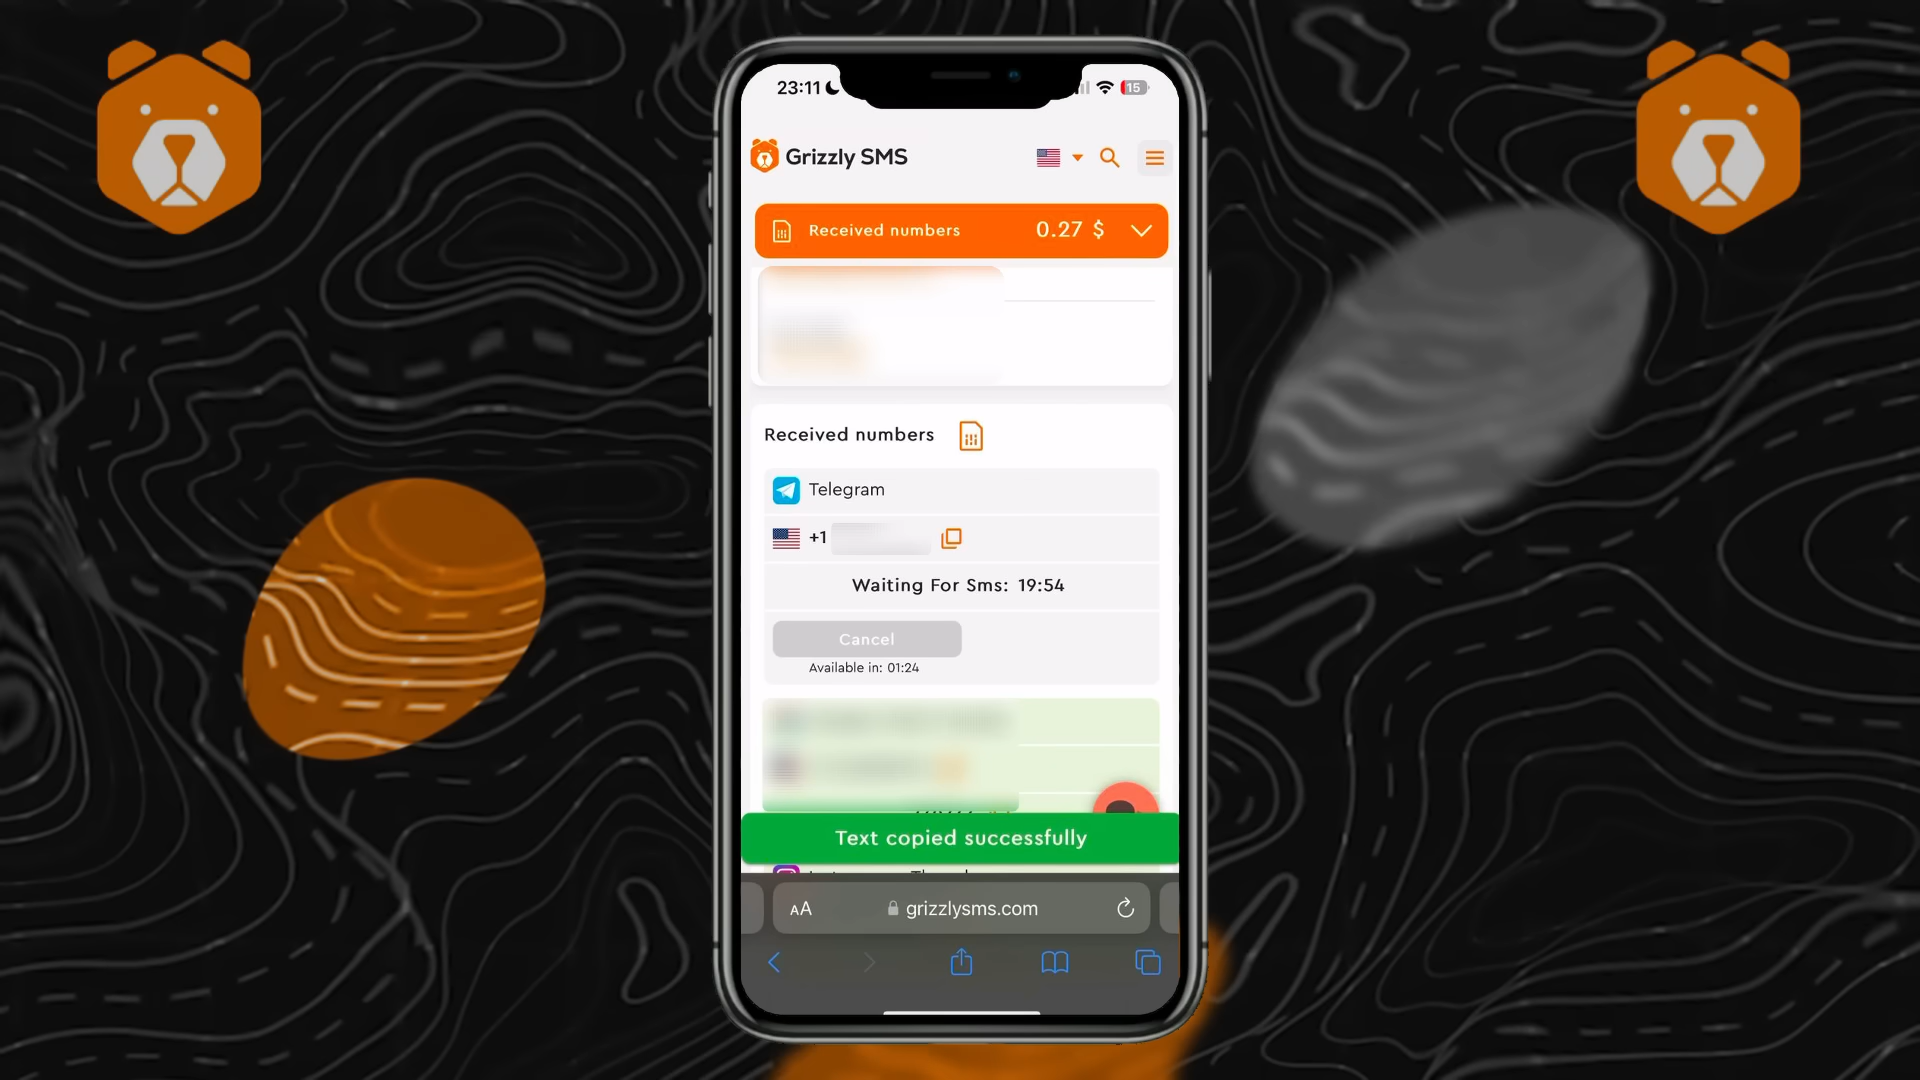 23:11
15
Grizzly SMS
Received numbers 0.27 $
Received numbers
Telegram
+1
Waiting For Sms: 19:54
Cancel
Available in: 01:24
Text copied successfully
AA grizzlysms.com